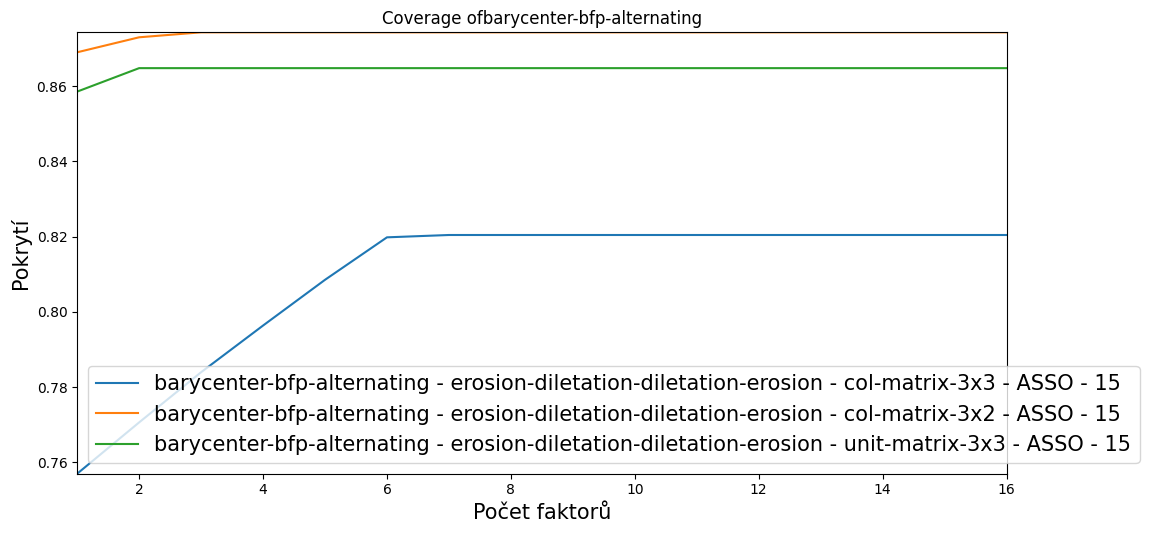 Coverage ofbarycenter-bfp-alternating
Pokrytí
0.86
0.84
0.82
0.80
0.78
0.76
barycenter-bfp-alternating - erosion-diletation-diletation-erosion - col-matrix-3x3 - ASSO - 15
barycenter-bfp-alternating - erosion-diletation-diletation-erosion - col-matrix-3x2 - ASSO - 15
barycenter-bfp-alternating - erosion-diletation-diletation-erosion - unit-matrix-3x3 - ASSO - 15
2 4 6 8 10 12 14 16
Počet faktorů